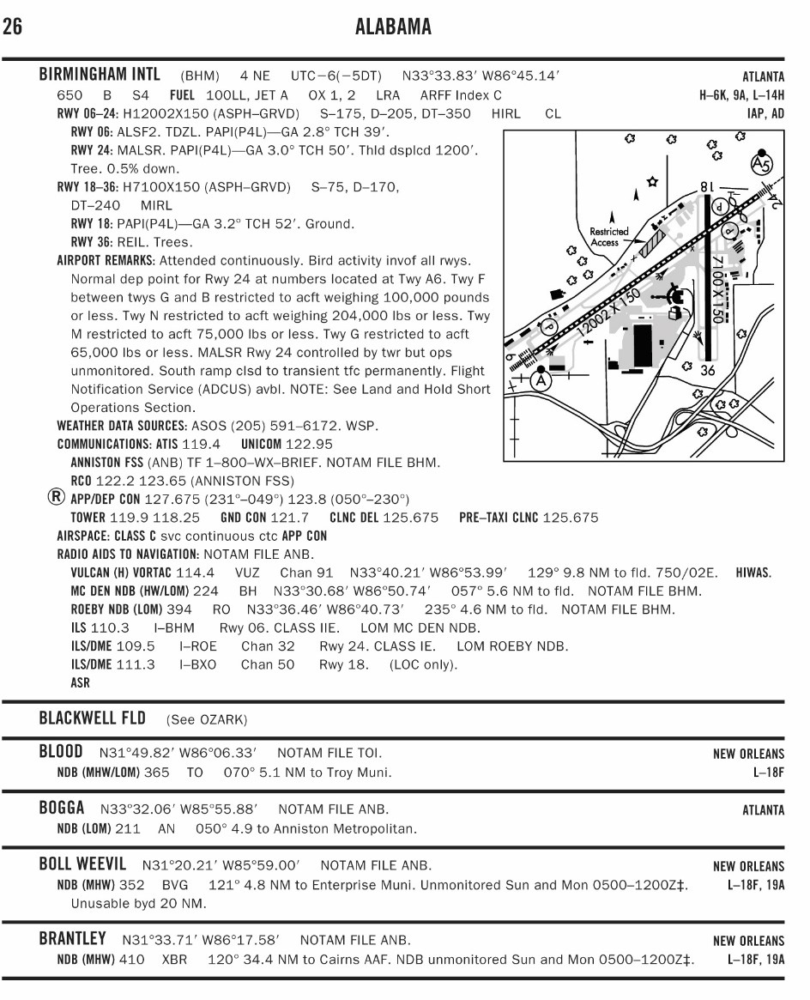 26
ALABAMA
BIRMINGHAM INTL (BHM) 4 NE UTC−6(−5DT) N33°33.83′ W86°45.14′ ATLANTA
650 B S4 FUEL 100LL, JET A OX 1, 2 LRA ARFF Index C H–6K, 9A, L–14H
RWY 06–24: H12002X150 (ASPH–GRVD) S–175, D–205, DT–350 HIRL CL IAP, AD
RWY 06: ALSF2. TDZL. PAPI(P4L)—GA 2.8° TCH 39′.
RWY 24: MALSR. PAPI(P4L)—GA 3.0° TCH 50′. Thld dsplcd 1200′.
Tree. 0.5% down.
RWY 18–36: H7100X150 (ASPH–GRVD) S–75, D–170,
DT–240 MIRL
RWY 18: PAPI(P4L)—GA 3.2° TCH 52′. Ground.
RWY 36: REIL. Trees.
AIRPORT REMARKS: Attended continuously. Bird activity invof all rwys.
Normal dep point for Rwy 24 at numbers located at Twy A6. Twy F
between twys G and B restricted to acft weighing 100,000 pounds
or less. Twy N restricted to acft weighing 204,000 lbs or less. Twy
M restricted to acft 75,000 lbs or less. Twy G restricted to acft
65,000 lbs or less. MALSR Rwy 24 controlled by twr but ops
unmonitored. South ramp clsd to transient tfc permanently. Flight
Notification Service (ADCUS) avbl. NOTE: See Land and Hold Short
Operations Section.
A5
18
24
P
P
Restricted
Access
7100 X 150
12002 X 150
P
6
A
36
WEATHER DATA SOURCES: ASOS (205) 591–6172. WSP.
COMMUNICATIONS: ATIS 119.4 UNICOM 122.95
ANNISTON FSS (ANB) TF 1–800–WX–BRIEF. NOTAM FILE BHM.
RCO 122.2 123.65 (ANNISTON FSS)
Ⓡ APP/DEP CON 127.675 (231°–049°) 123.8 (050°–230°)
TOWER 119.9 118.25 GND CON 121.7 CLNC DEL 125.675 PRE–TAXI CLNC 125.675
AIRSPACE: CLASS C svc continuous ctc APP CON
RADIO AIDS TO NAVIGATION: NOTAM FILE ANB.
VULCAN (H) VORTAC 114.4 VUZ Chan 91 N33°40.21′ W86°53.99′ 129° 9.8 NM to fld. 750/02E. HIWAS.
MC DEN NDB (HW/LOM) 224 BH N33°30.68′ W86°50.74′ 057° 5.6 NM to fld. NOTAM FILE BHM.
ROEBY NDB (LOM) 394 RO N33°36.46′ W86°40.73′ 235° 4.6 NM to fld. NOTAM FILE BHM.
ILS 110.3 I–BHM Rwy 06. CLASS IIE. LOM MC DEN NDB.
ILS/DME 109.5 I–ROE Chan 32 Rwy 24. CLASS IE. LOM ROEBY NDB.
ILS/DME 111.3 I–BXO Chan 50 Rwy 18. (LOC only).
ASR
BLACKWELL FLD (See OZARK)
BLOOD N31°49.82′ W86°06.33′ NOTAM FILE TOI. NEW ORLEANS
NDB (MHW/LOM) 365 TO 070° 5.1 NM to Troy Muni. L–18F
BOGGA N33°32.06′ W85°55.88′ NOTAM FILE ANB. ATLANTA
NDB (LOM) 211 AN 050° 4.9 to Anniston Metropolitan.
BOLL WEEVIL N31°20.21′ W85°59.00′ NOTAM FILE ANB. NEW ORLEANS
NDB (MHW) 352 BVG 121° 4.8 NM to Enterprise Muni. Unmonitored Sun and Mon 0500–1200Z‡. L–18F, 19A
Unusable byd 20 NM.
BRANTLEY N31°33.71′ W86°17.58′ NOTAM FILE ANB. NEW ORLEANS
NDB (MHW) 410 XBR 120° 34.4 NM to Cairns AAF. NDB unmonitored Sun and Mon 0500–1200Z‡. L–18F, 19A